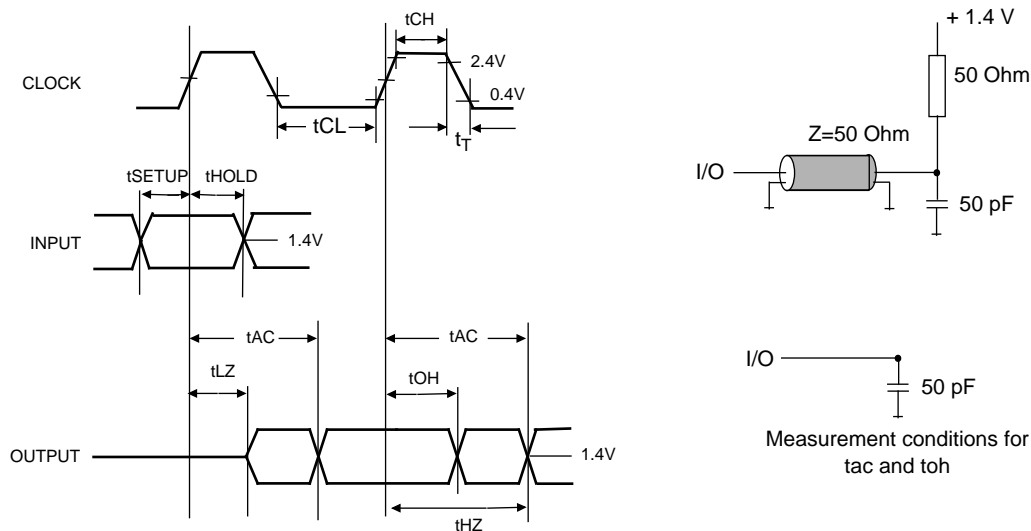 tCH
CLOCK
2.4V
0.4V
tCL
tT
tSETUP
tHOLD
INPUT
1.4V
tAC
tAC
tLZ
tOH
OUTPUT
1.4V
tHZ
+ 1.4 V
50 Ohm
Z=50 Ohm
I/O
50 pF
I/O
50 pF
Measurement conditions for
tac and toh